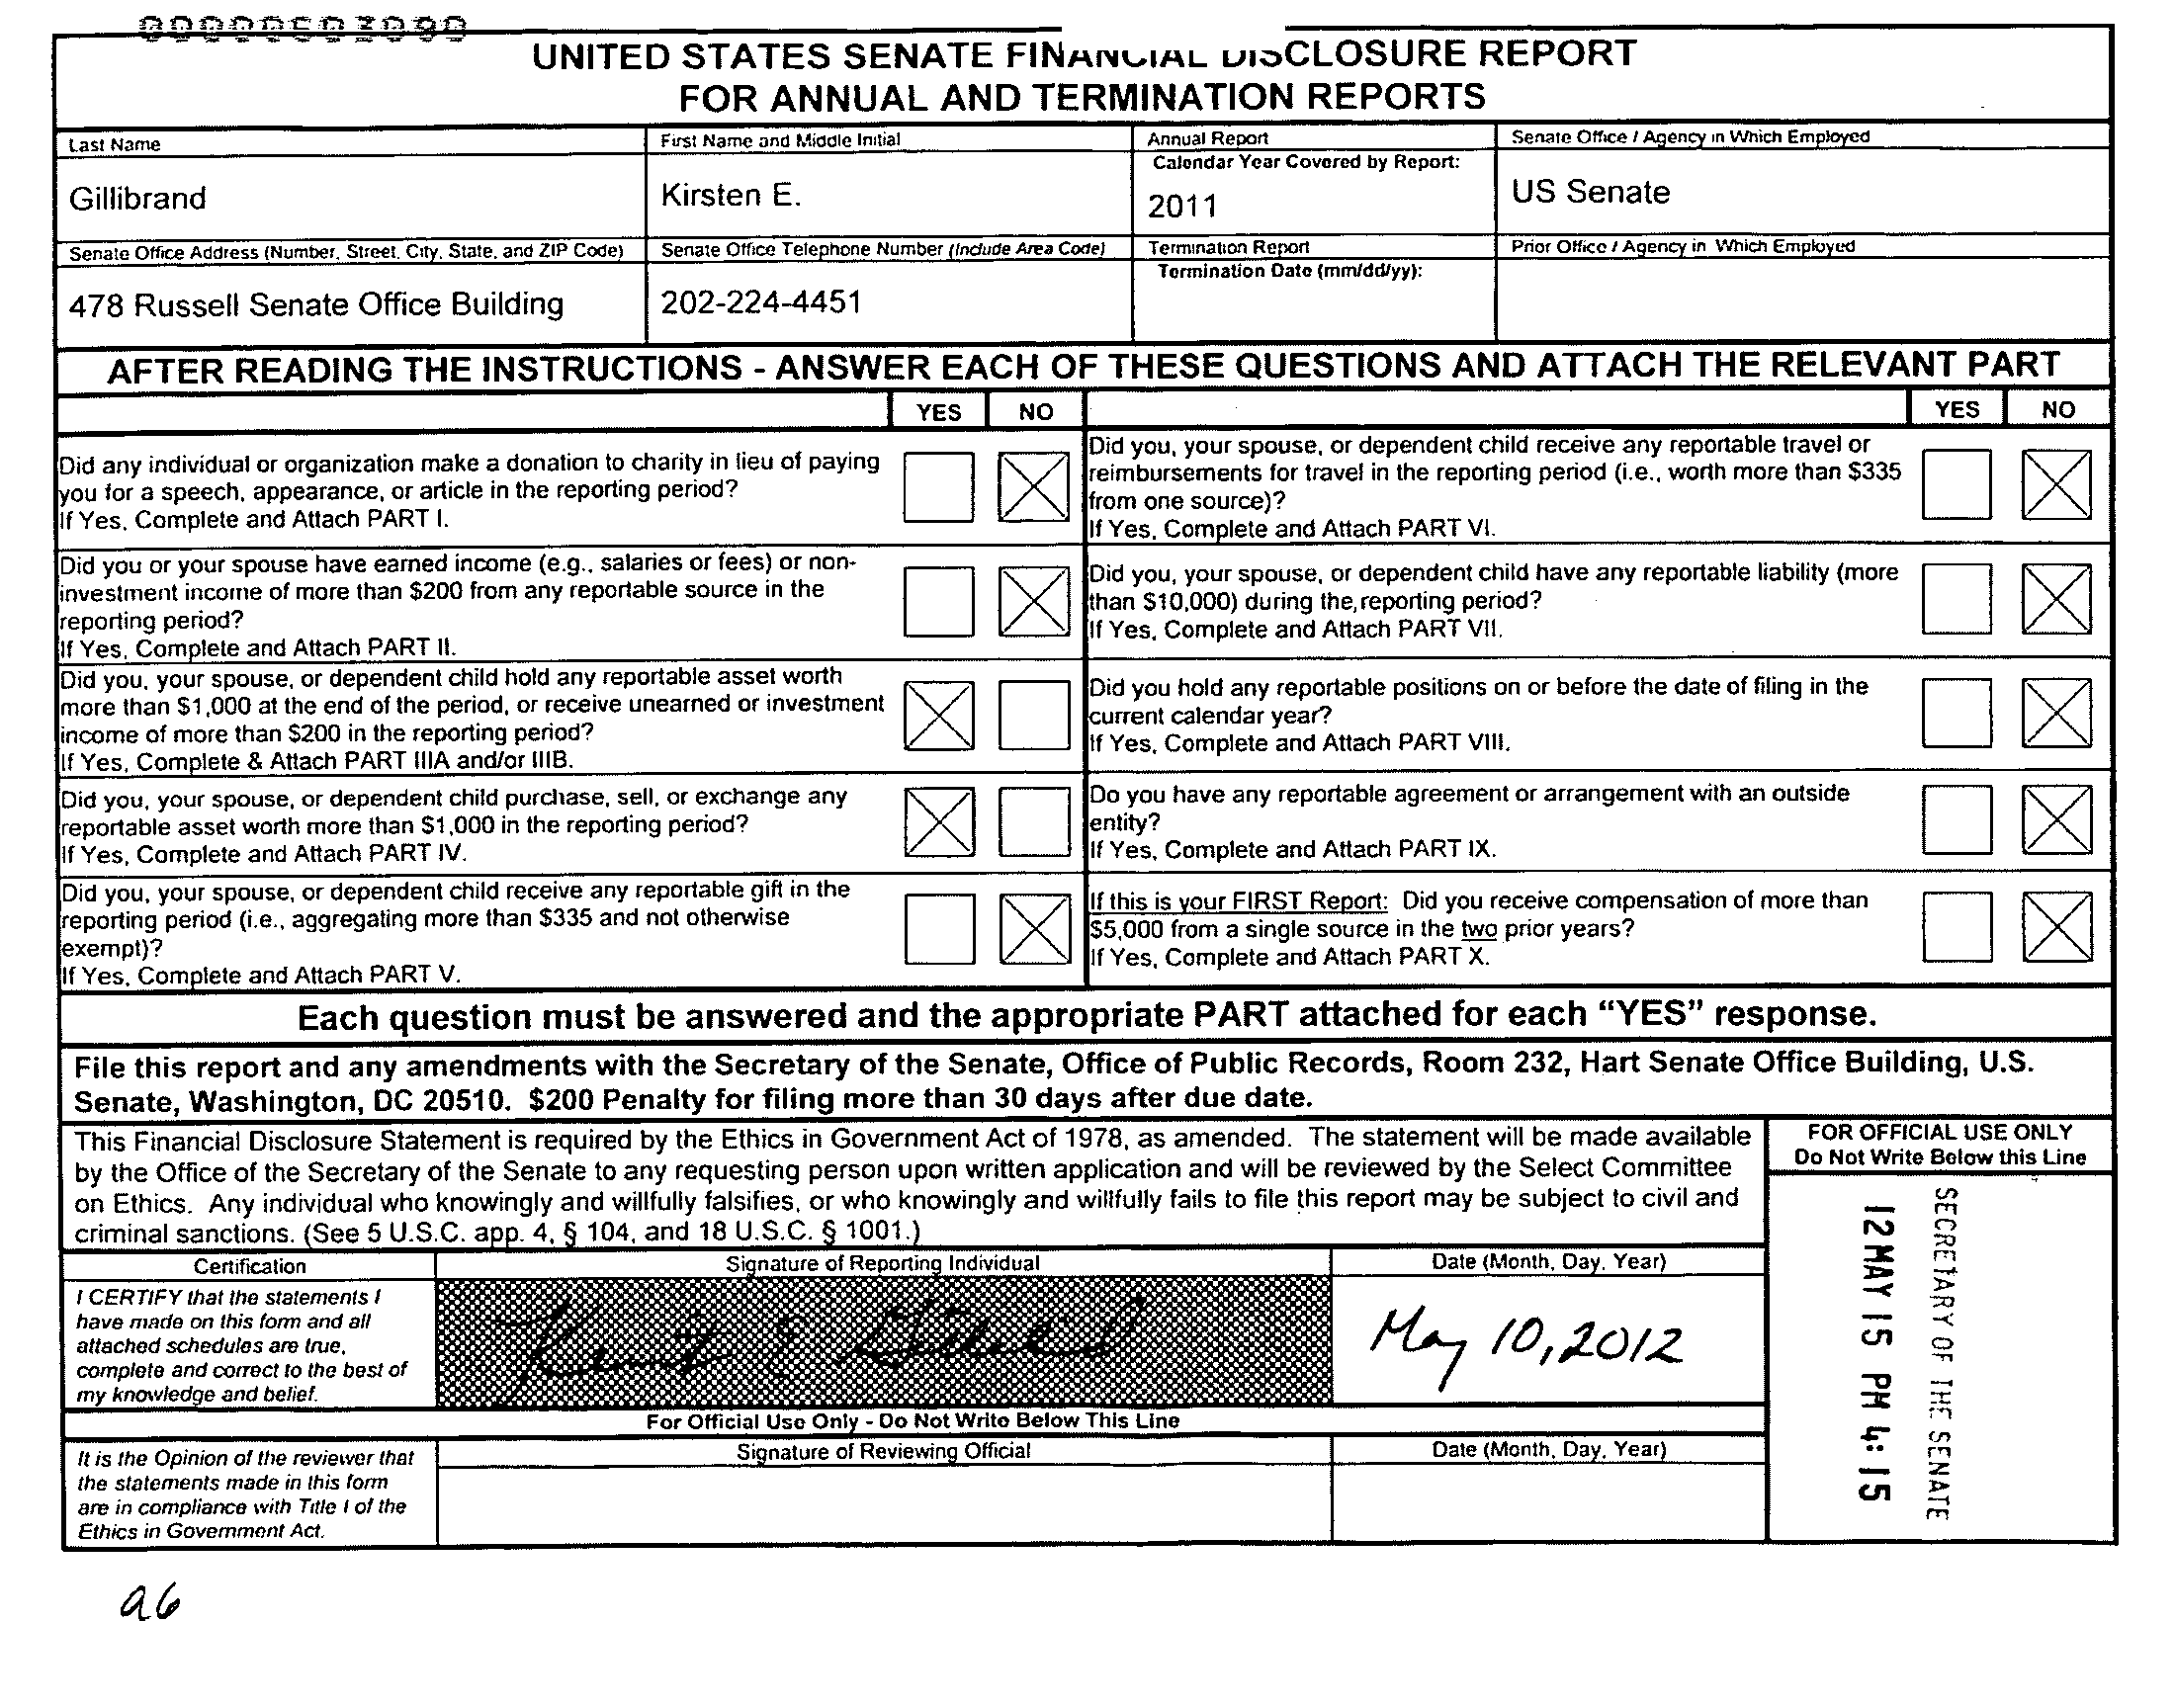 00000503099
UNITED STATES SENATE FINANCIAL DISCLOSURE REPORT
FOR ANNUAL AND TERMINATION REPORTS
Last Name
Gillibrand
First Name and Middle Initial
Kirsten E.
Annual Report
Calendar Year Covered by Report:
2011
Senate Office / Agency in Which Employed
US Senate
Senate Office Address (Number, Street, City, State, and ZIP Code)
478 Russell Senate Office Building
Senate Office Telephone Number (Include Area Code)
202-224-4451
Termination Report
Termination Date (mm/dd/yy):
Prior Office / Agency in Which Employed
AFTER READING THE INSTRUCTIONS - ANSWER EACH OF THESE QUESTIONS AND ATTACH THE RELEVANT PART
YES NO
Did any individual or organization make a donation to charity in lieu of paying
you for a speech, appearance, or article in the reporting period?
If Yes, Complete and Attach PART I.
Did you or your spouse have earned income (e.g., salaries or fees) or non-
investment income of more than $200 from any reportable source in the
reporting period?
If Yes, Complete and Attach PART II.
Did you, your spouse, or dependent child hold any reportable asset worth
more than $1,000 at the end of the period, or receive unearned or investment
income of more than $200 in the reporting period?
If Yes, Complete & Attach PART IIIA and/or IIIB.
Did you, your spouse, or dependent child purchase, sell, or exchange any
reportable asset worth more than $1,000 in the reporting period?
If Yes, Complete and Attach PART IV.
Did you, your spouse, or dependent child receive any reportable gift in the
reporting period (i.e., aggregating more than $335 and not otherwise
exempt)?
If Yes, Complete and Attach PART V.
YES NO
Did you, your spouse, or dependent child receive any reportable travel or
reimbursements for travel in the reporting period (i.e., worth more than $335
from one source)?
If Yes, Complete and Attach PART VI.
Did you, your spouse, or dependent child have any reportable liability (more
than $10,000) during the reporting period?
If Yes, Complete and Attach PART VII.
Did you hold any reportable positions on or before the date of filing in the
current calendar year?
If Yes, Complete and Attach PART VIII.
Do you have any reportable agreement or arrangement with an outside
entity?
If Yes, Complete and Attach PART IX.
If this is your FIRST Report: Did you receive compensation of more than
$5,000 from a single source in the two prior years?
If Yes, Complete and Attach PART X.
Each question must be answered and the appropriate PART attached for each “YES” response.
File this report and any amendments with the Secretary of the Senate, Office of Public Records, Room 232, Hart Senate Office Building, U.S.
Senate, Washington, DC 20510. $200 Penalty for filing more than 30 days after due date.
This Financial Disclosure Statement is required by the Ethics in Government Act of 1978, as amended. The statement will be made available
by the Office of the Secretary of the Senate to any requesting person upon written application and will be reviewed by the Select Committee
on Ethics. Any individual who knowingly and willfully falsifies, or who knowingly and willfully fails to file this report may be subject to civil and
criminal sanctions. (See 5 U.S.C. app. 4, § 104, and 18 U.S.C. § 1001.)
FOR OFFICIAL USE ONLY
Do Not Write Below this Line
SECRETARY OF THE SENATE
12 MAY 15 PM 4:15
Certification
I CERTIFY that the statements I
have made on this form and all
attached schedules are true,
complete and correct to the best of
my knowledge and belief.
Signature of Reporting Individual
Date (Month, Day, Year)
May 10, 2012
For Official Use Only - Do Not Write Below This Line
It is the Opinion of the reviewer that
the statements made in this form
are in compliance with Title I of the
Ethics in Government Act.
Signature of Reviewing Official
Date (Month, Day, Year)